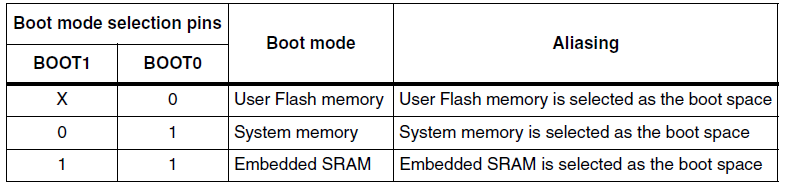 Boot mode selection pins
Boot mode
Aliasing
BOOT1 BOOT0
X 0 User Flash memory User Flash memory is selected as the boot space
0 1 System memory System memory is selected as the boot space
1 1 Embedded SRAM Embedded SRAM is selected as the boot space